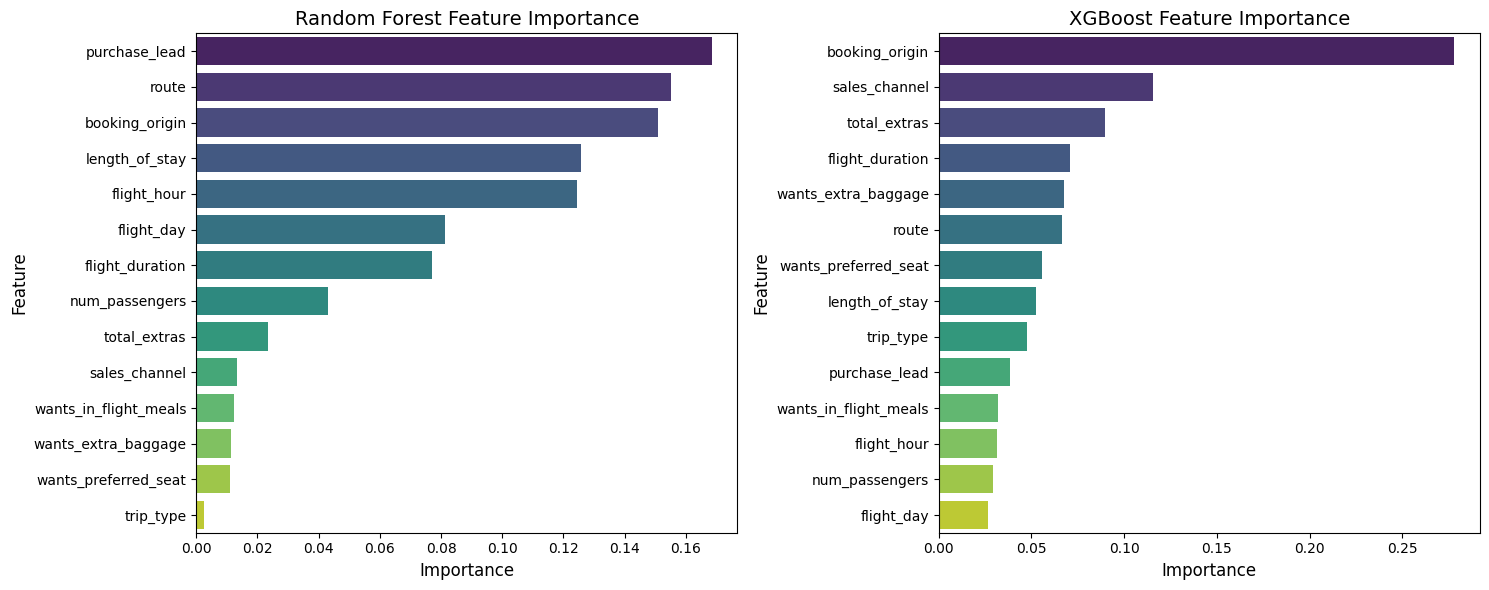 Random Forest Feature Importance
Feature
purchase_lead
route
booking_origin
length_of_stay
flight_hour
flight_day
flight_duration
num_passengers
total_extras
sales_channel
wants_in_flight_meals
wants_extra_baggage
wants_preferred_seat
trip_type
0.00 0.02 0.04 0.06 0.08 0.10 0.12 0.14 0.16
Importance
XGBoost Feature Importance
Feature
booking_origin
sales_channel
total_extras
flight_duration
wants_extra_baggage
route
wants_preferred_seat
length_of_stay
trip_type
purchase_lead
wants_in_flight_meals
flight_hour
num_passengers
flight_day
0.00 0.05 0.10 0.15 0.20 0.25
Importance